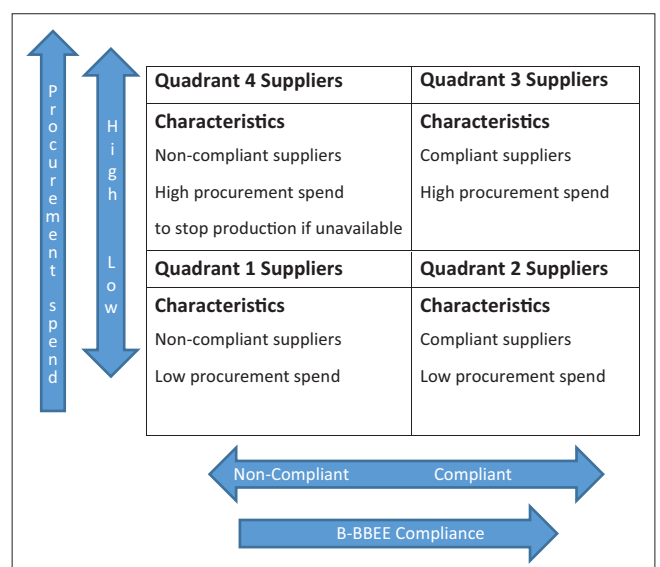 Procurement spend
High Low
Quadrant 4 Suppliers
Quadrant 3 Suppliers
Characteristics
Non-compliant suppliers
High procurement spend
to stop production if unavailable
Characteristics
Compliant suppliers
High procurement spend
Quadrant 1 Suppliers
Quadrant 2 Suppliers
Characteristics
Non-compliant suppliers
Low procurement spend
Characteristics
Compliant suppliers
Low procurement spend
Non-Compliant Compliant
B-BBEE Compliance